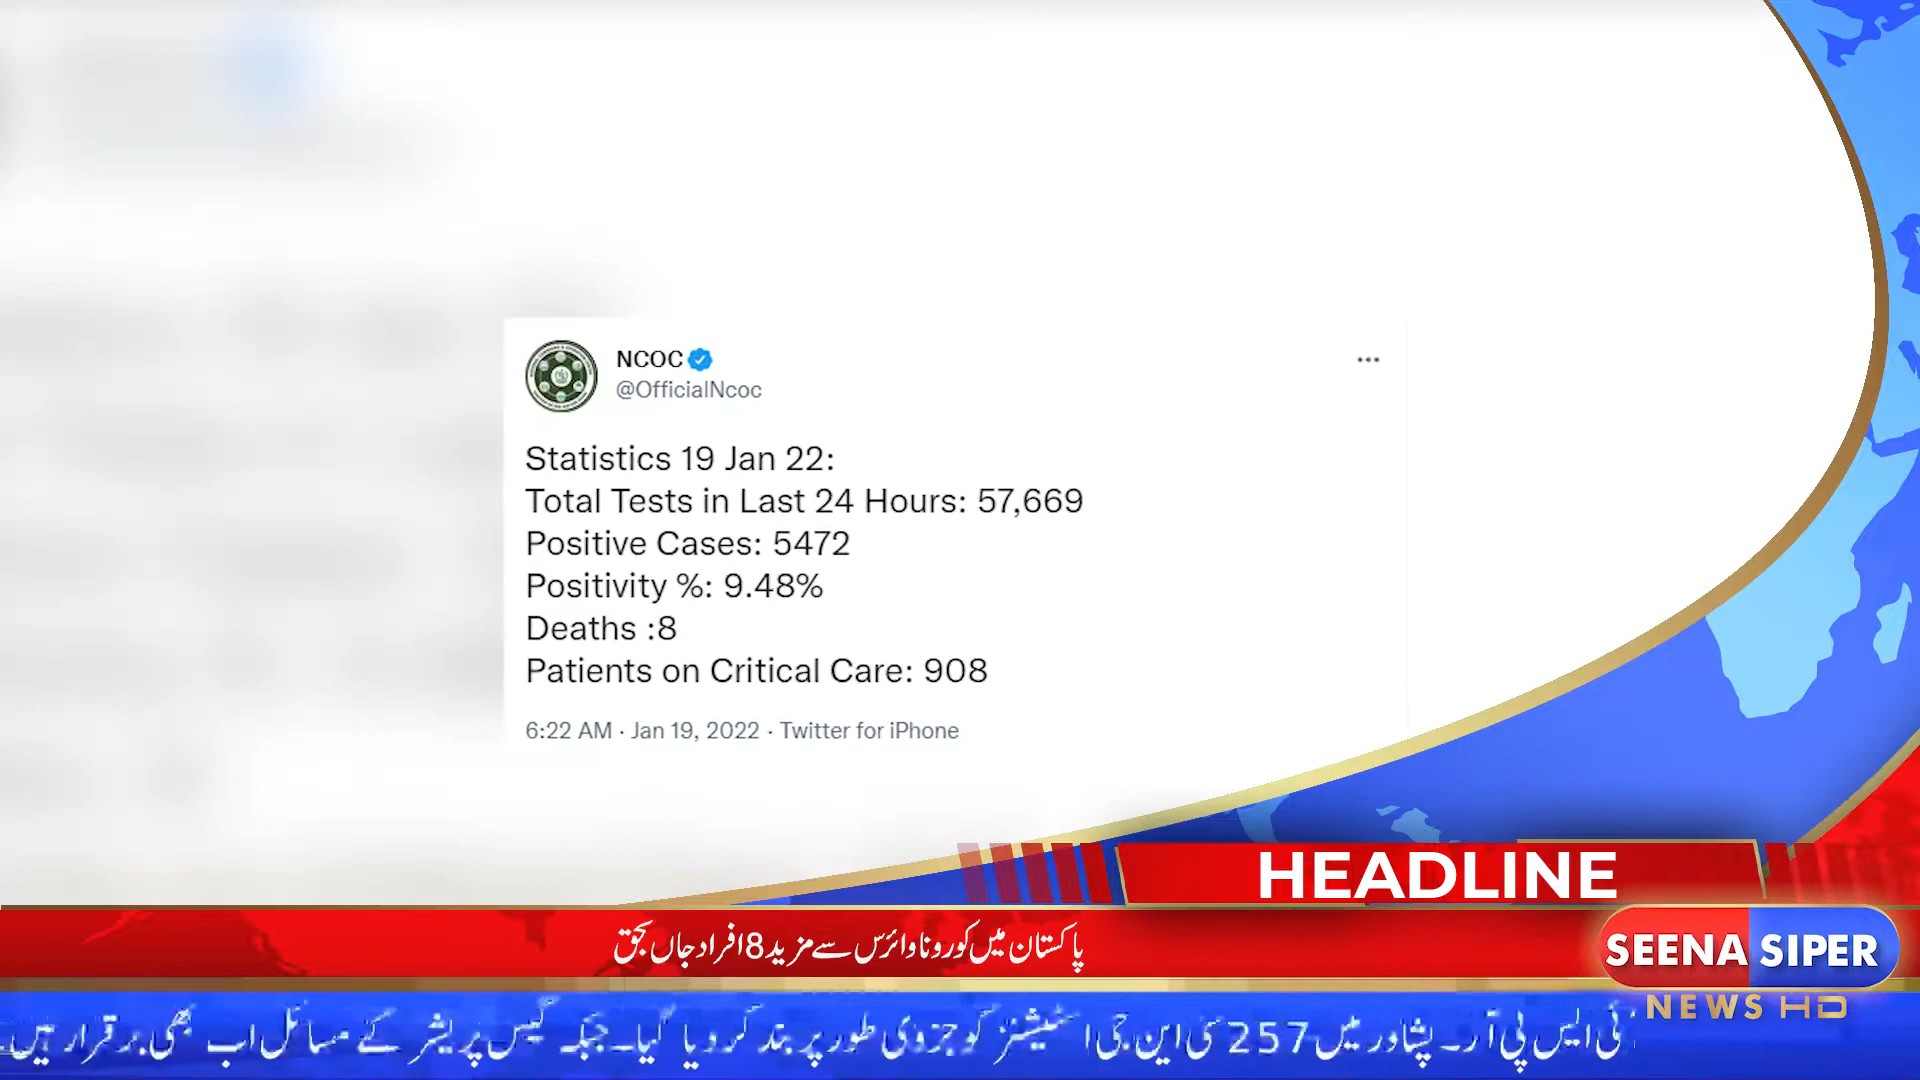 NCOC
@OfficialNcoc
Statistics 19 Jan 22:
Total Tests in Last 24 Hours: 57,669
Positive Cases: 5472
Positivity %: 9.48%
Deaths :8
Patients on Critical Care: 908
6:22 AM · Jan 19, 2022 · Twitter for iPhone
HEADLINE
پاکستان میں کورونا وائرس سے مزید 8 افراد جاں بحق
SEENA SIPER
NEWS HD
ئی ایس پی آر۔ پشاور میں 257 سی این جی اسٹیشنز کو جزوی طور پر بند کر دیا گیا۔ جبکہ گیس پریشر کے مسائل اب بھی برقرار ہیں۔